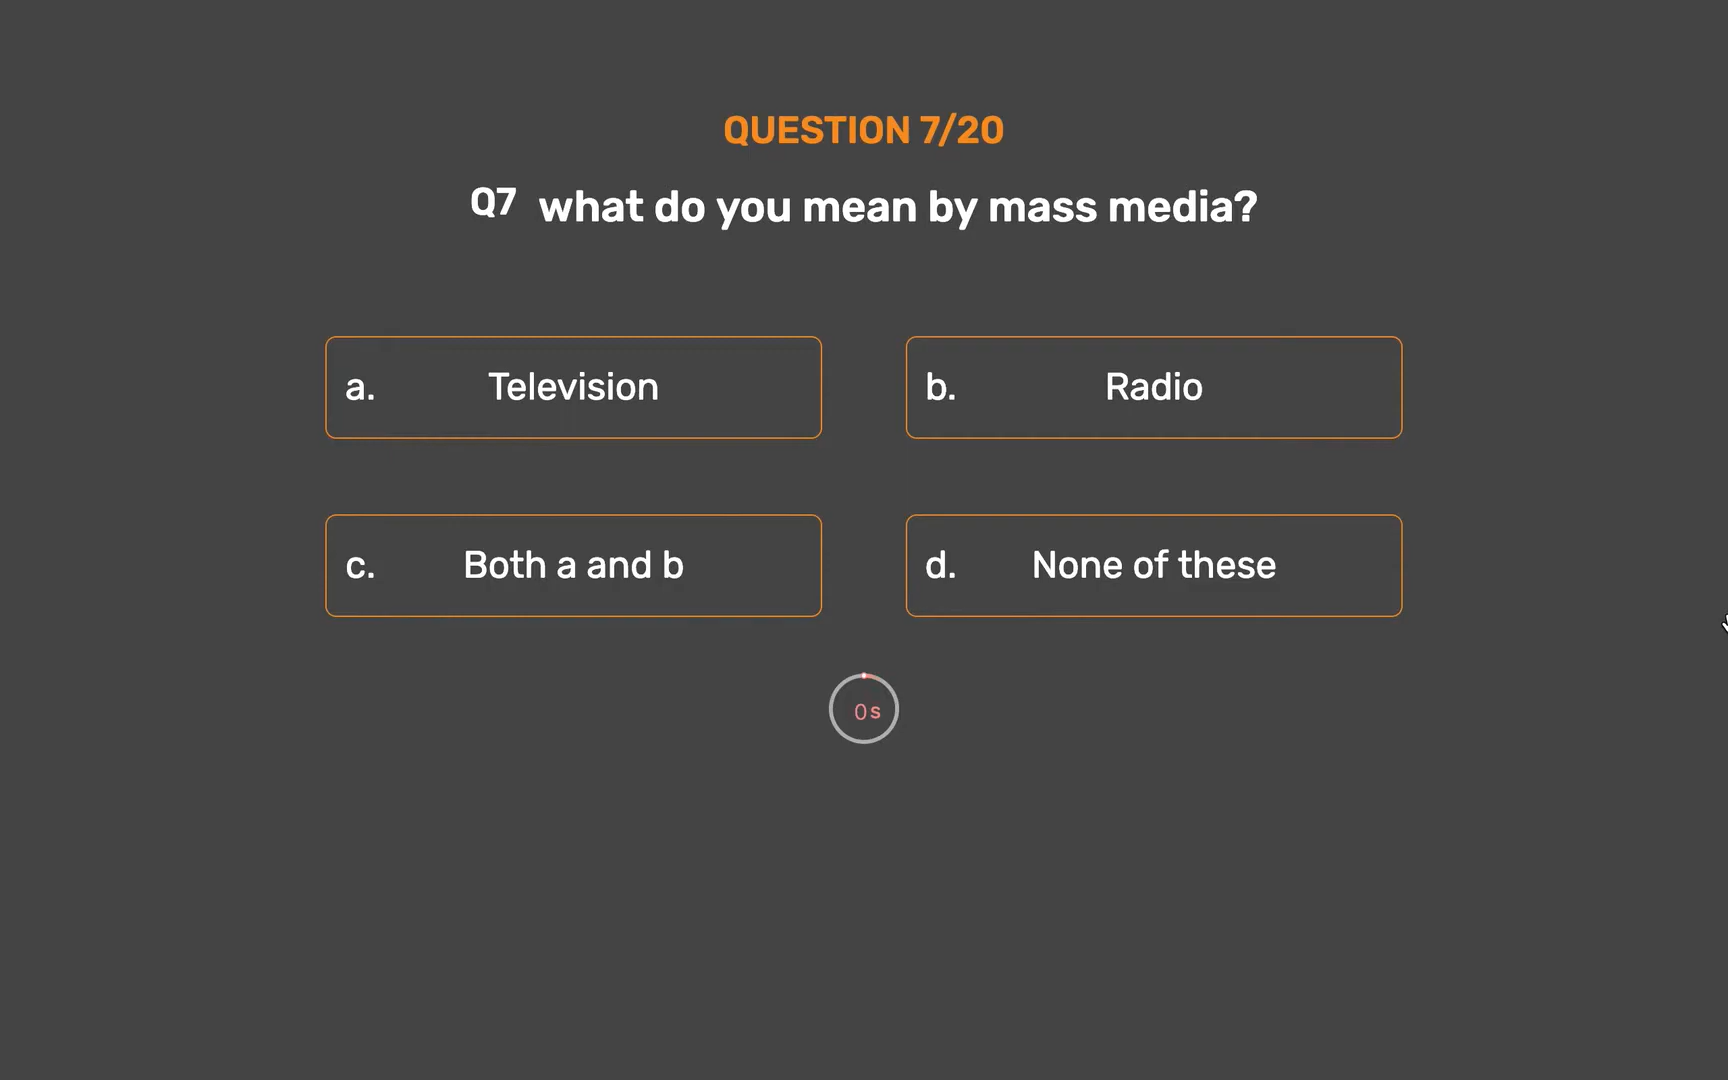 QUESTION 7/20
Q7 what do you mean by mass media?
a. Television
b. Radio
c. Both a and b
d. None of these
0s